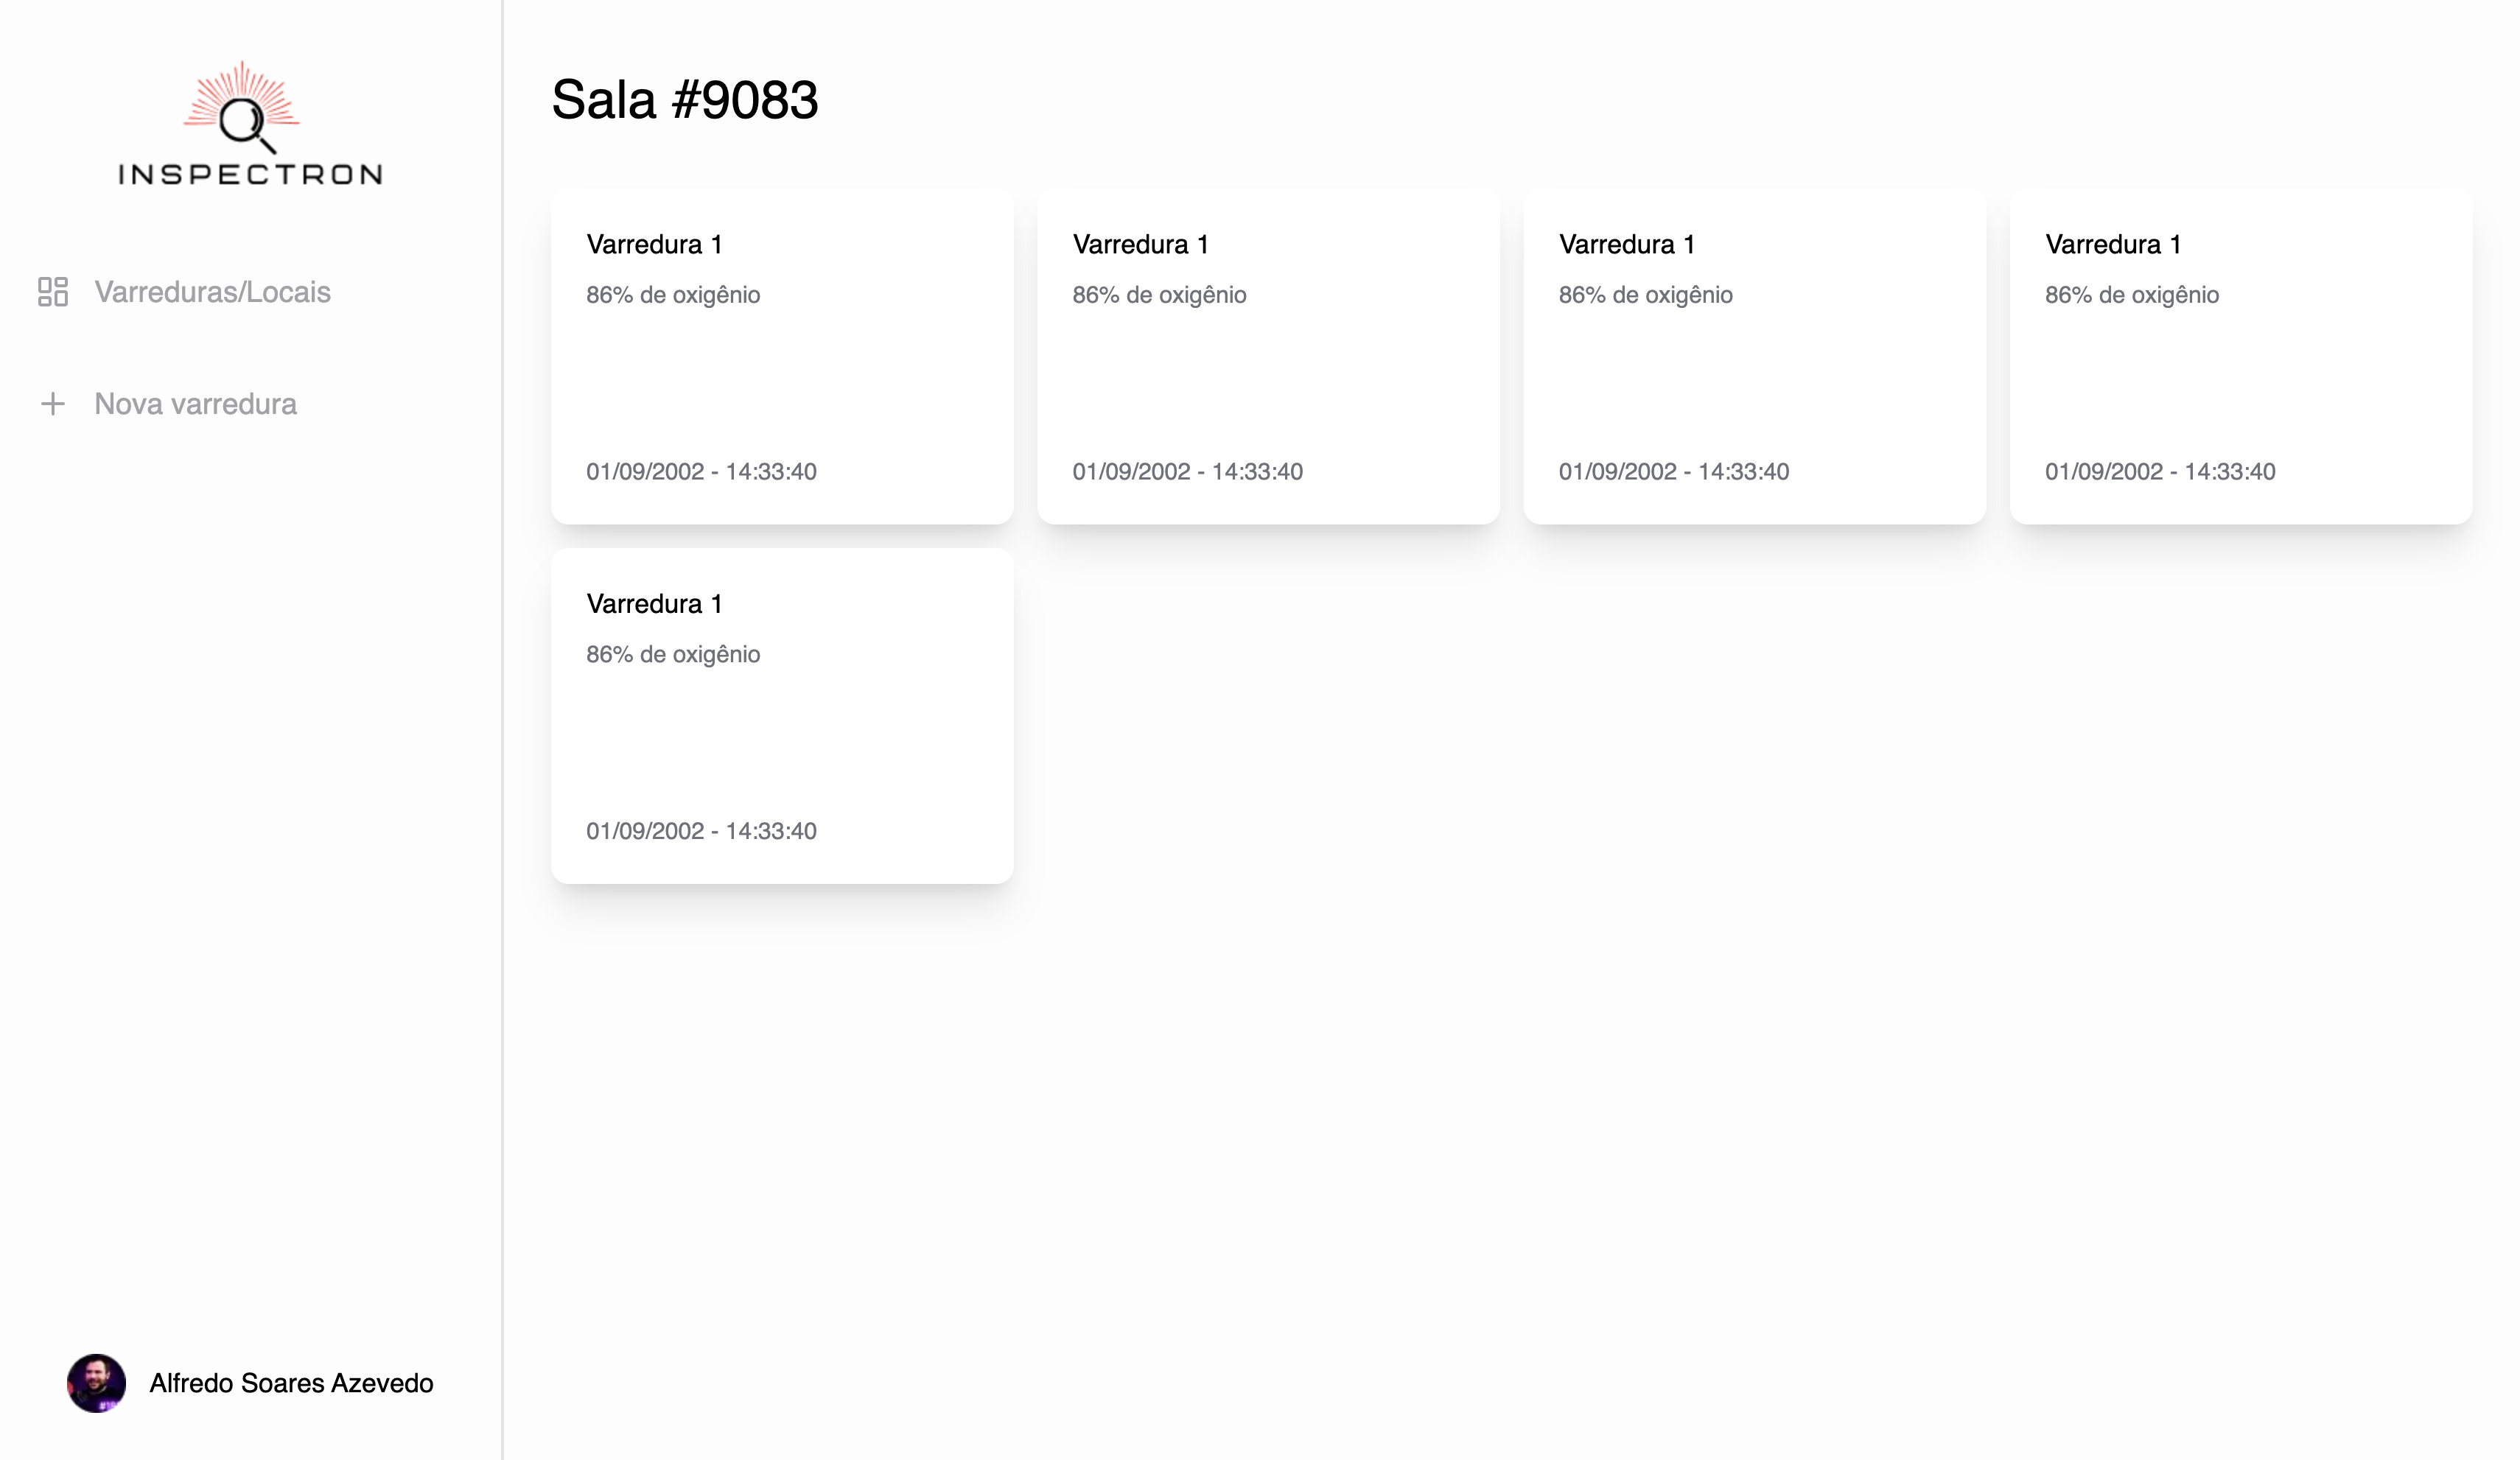 INSPECTRON
Varreduras/Locais
Nova varredura
Alfredo Soares Azevedo
Sala #9083
Varredura 1
86% de oxigênio
01/09/2002 - 14:33:40
Varredura 1
86% de oxigênio
01/09/2002 - 14:33:40
Varredura 1
86% de oxigênio
01/09/2002 - 14:33:40
Varredura 1
86% de oxigênio
01/09/2002 - 14:33:40
Varredura 1
86% de oxigênio
01/09/2002 - 14:33:40